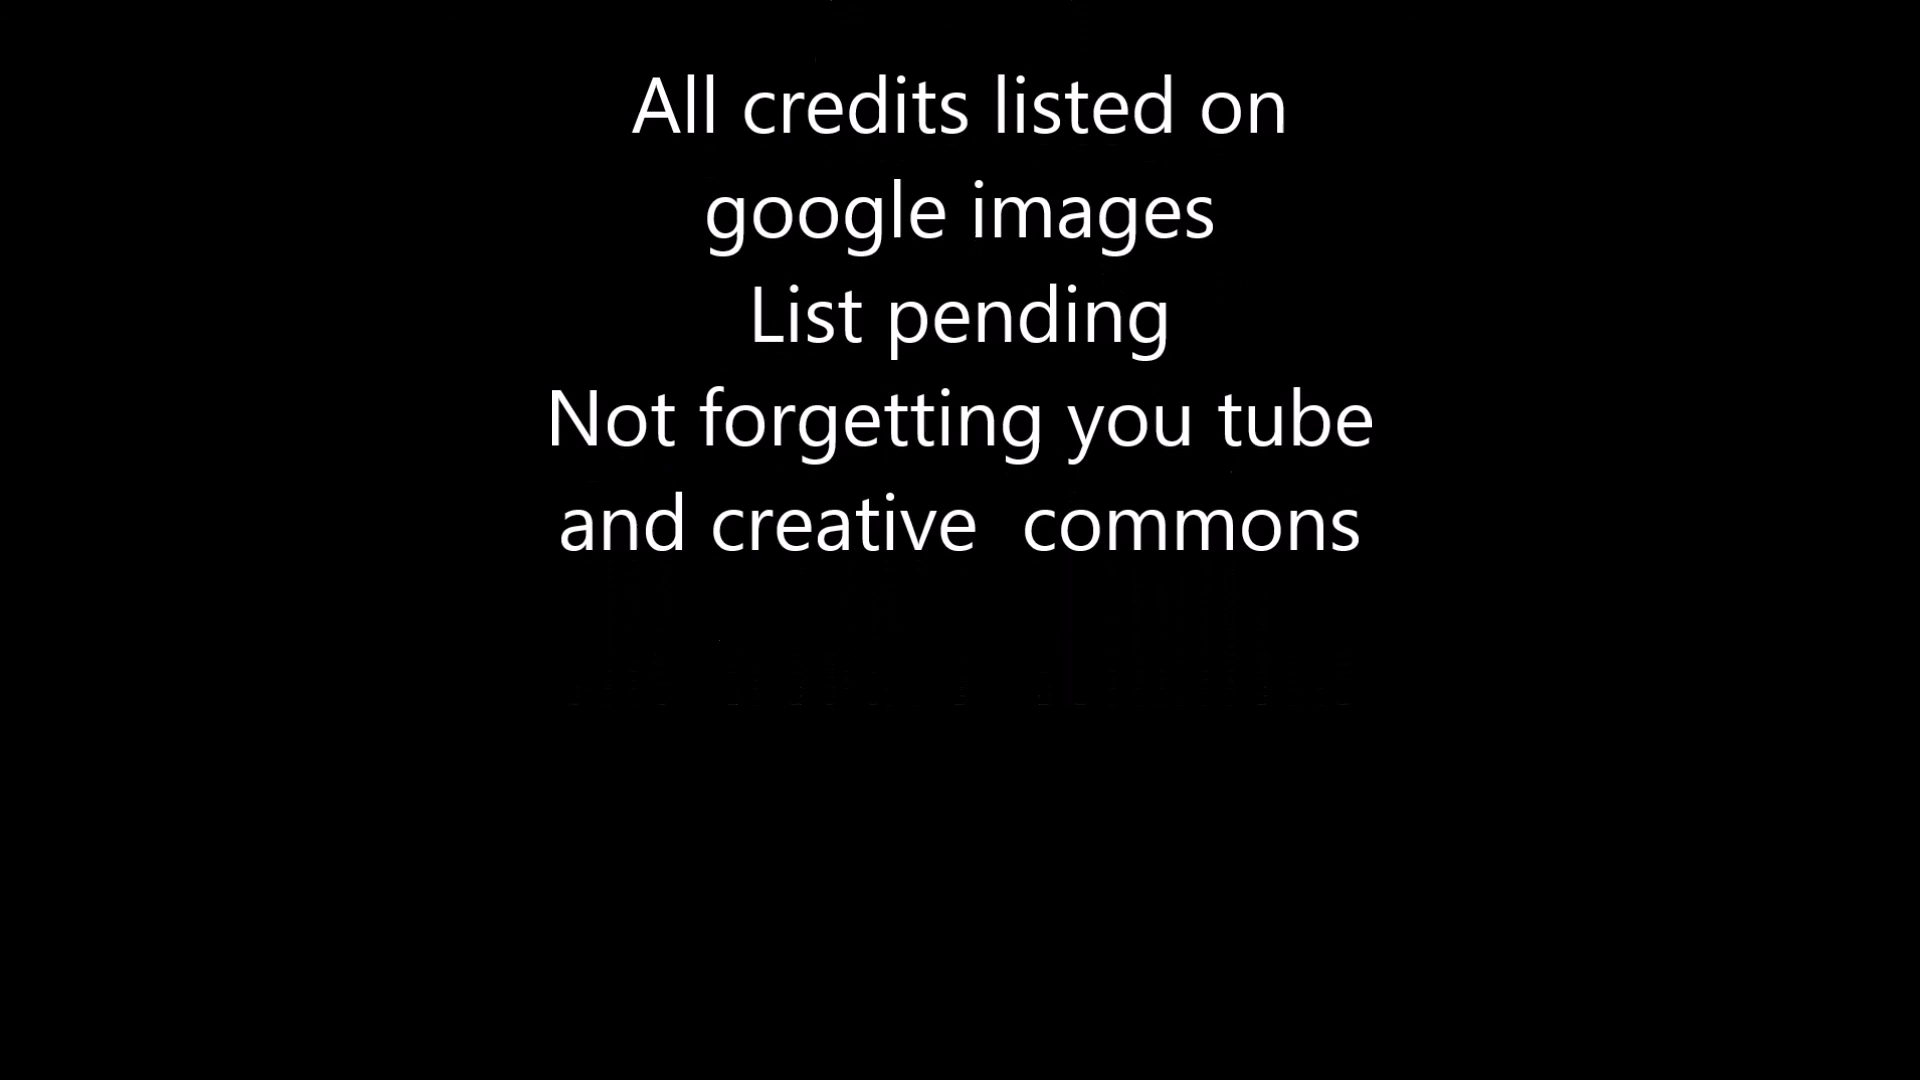 All credits listed on
google images
List pending
Not forgetting you tube
and creative  commons